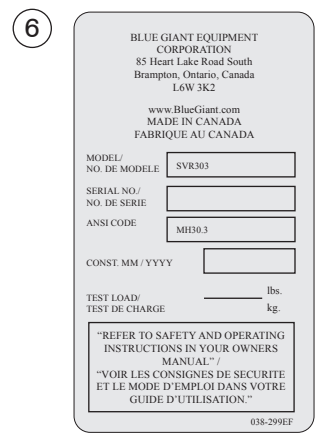 6
BLUE GIANT EQUIPMENT
CORPORATION
85 Heart Lake Road South
Brampton, Ontario, Canada
L6W 3K2
www.BlueGiant.com
MADE IN CANADA
FABRIQUE AU CANADA
MODEL/
NO. DE MODELE SVR303
SERIAL NO./
NO. DE SERIE
ANSI CODE MH30.3
CONST. MM / YYYY
lbs.
TEST LOAD/
TEST DE CHARGE kg.
“REFER TO SAFETY AND OPERATING
INSTRUCTIONS IN YOUR OWNERS
MANUAL” /
“VOIR LES CONSIGNES DE SECURITE
ET LE MODE D’EMPLOI DANS VOTRE
GUIDE D’UTILISATION.”
038-299EF